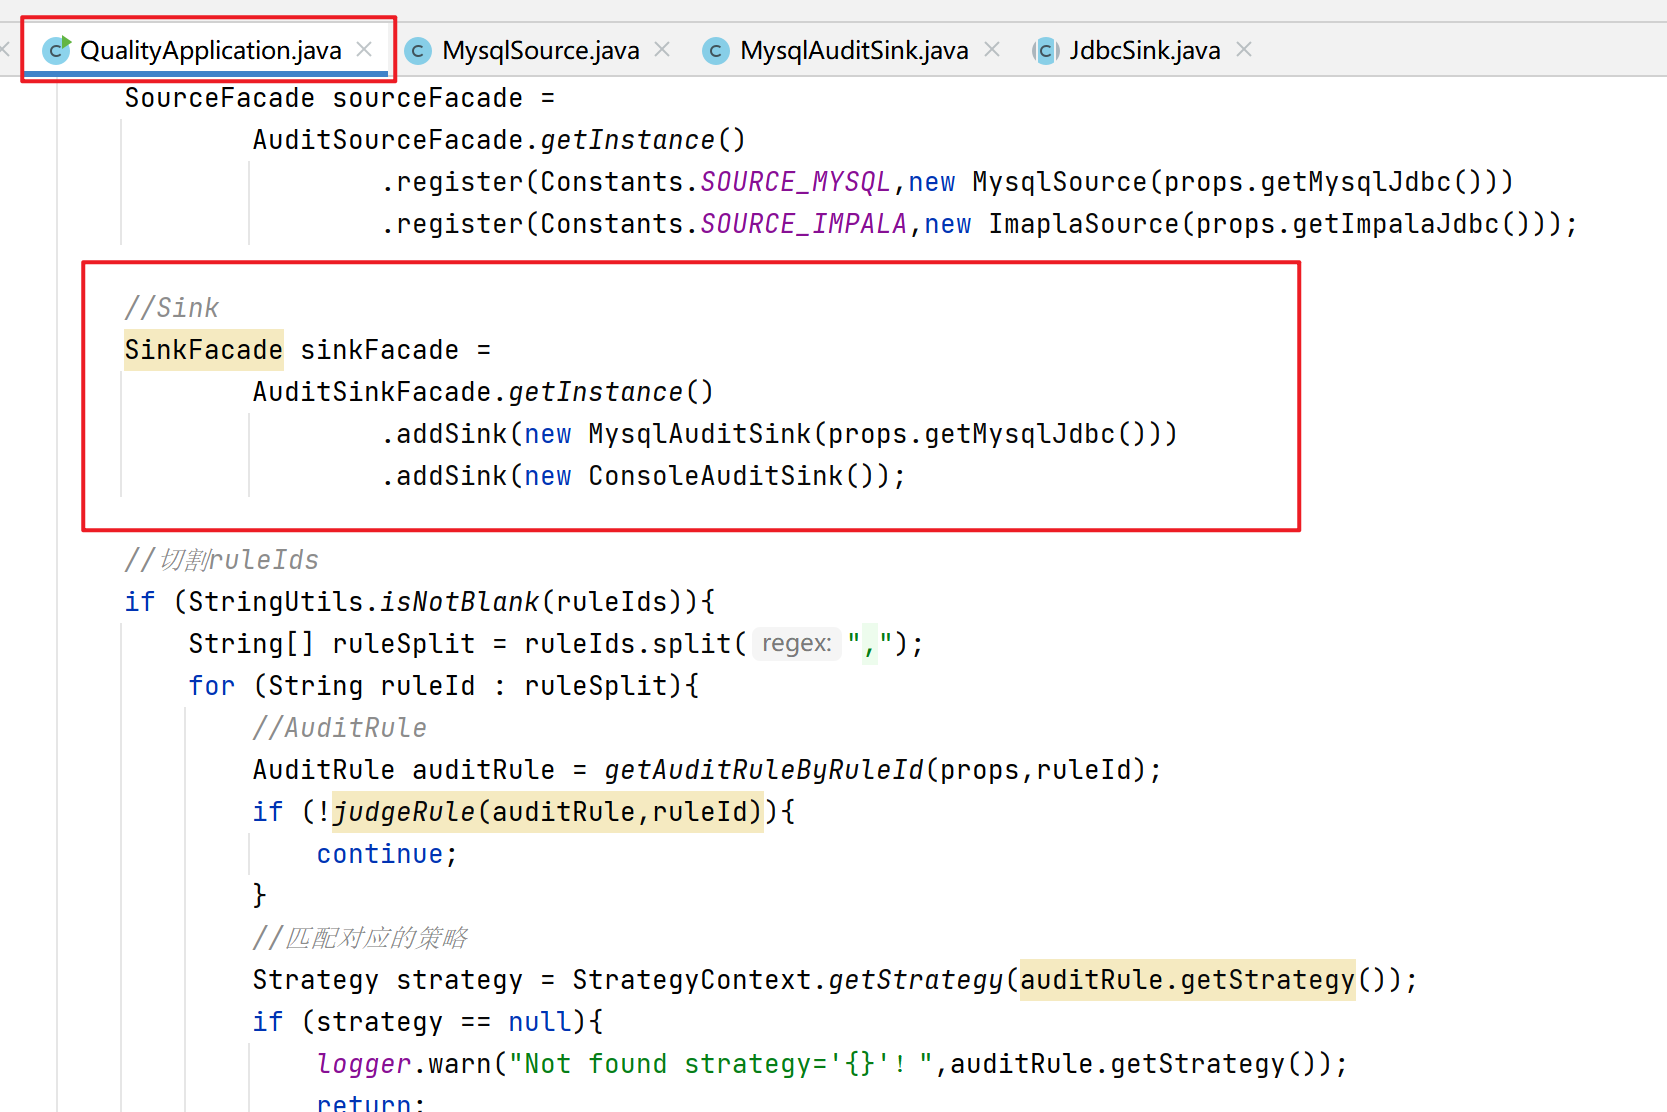 QualityApplication.java MysqlSource.java MysqlAuditSink.java JdbcSink.java
SourceFacade sourceFacade =
AuditSourceFacade.getInstance()
.register(Constants.SOURCE_MYSQL,new MysqlSource(props.getMysqlJdbc()))
.register(Constants.SOURCE_IMPALA,new ImaplaSource(props.getImpalaJdbc()));
//Sink
SinkFacade sinkFacade =
AuditSinkFacade.getInstance()
.addSink(new MysqlAuditSink(props.getMysqlJdbc()))
.addSink(new ConsoleAuditSink());
//切割ruleIds
if (StringUtils.isNotBlank(ruleIds)){
String[] ruleSplit = ruleIds.split( regex: ",");
for (String ruleId : ruleSplit){
//AuditRule
AuditRule auditRule = getAuditRuleByRuleId(props,ruleId);
if (!judgeRule(auditRule,ruleId)){
continue;
}
//匹配对应的策略
Strategy strategy = StrategyContext.getStrategy(auditRule.getStrategy());
if (strategy == null){
logger.warn("Not found strategy='{}'！",auditRule.getStrategy());
return;